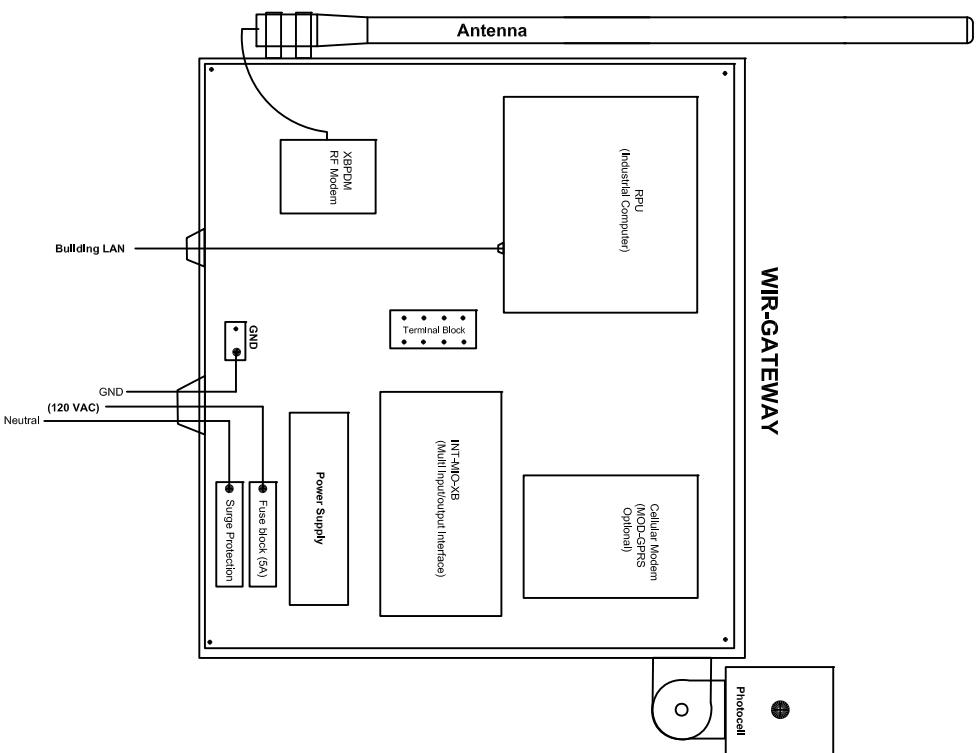 Antenna
XBPDM
RF Modem
RPU
(Industrial Computer)
Building LAN
WIR-GATEWAY
GND
Terminal Block
GND
(120 VAC)
Neutral
Surge Protection
Fuse block (5A)
Power Supply
INT-MIO-XB
(Multi Input/output Interface)
Cellular Modem
(MOD-GPRS
Optional)
Photocell